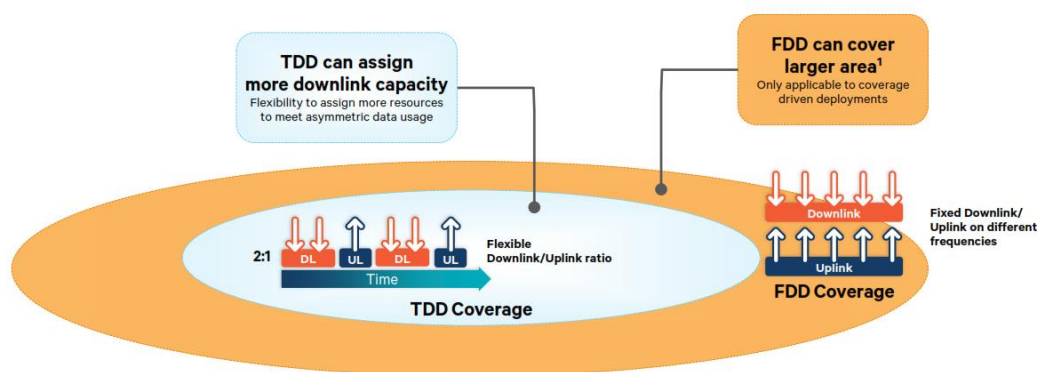 TDD can assign
more downlink capacity
Flexibility to assign more resources
to meet asymmetric data usage
FDD can cover
larger area¹
Only applicable to coverage
driven deployments
2:1
DL
UL
DL
UL
Time
Flexible
Downlink/Uplink ratio
TDD Coverage
Downlink
Uplink
FDD Coverage
Fixed Downlink/
Uplink on different
frequencies